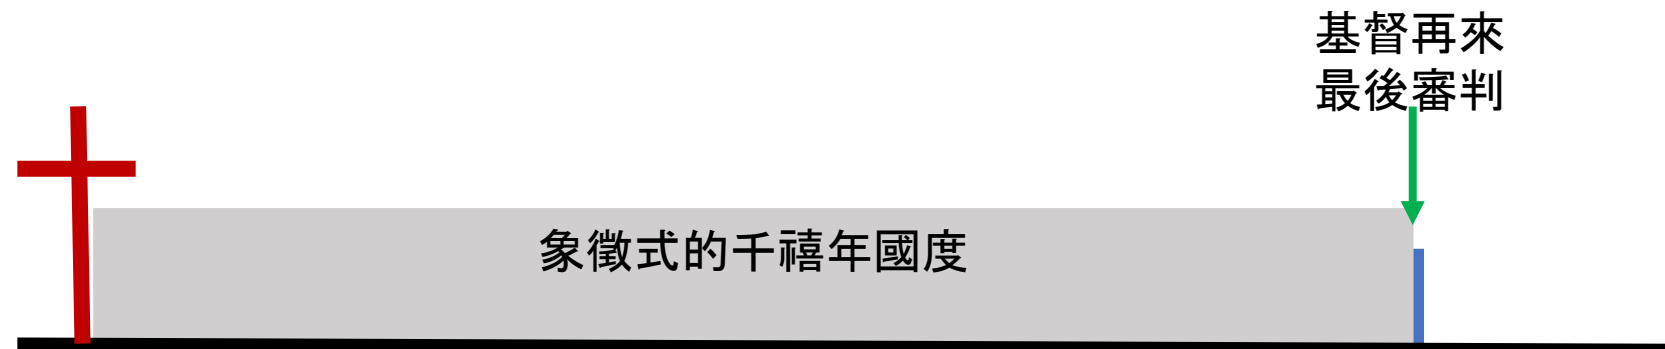 基督再來
最後審判
象徵式的千禧年國度